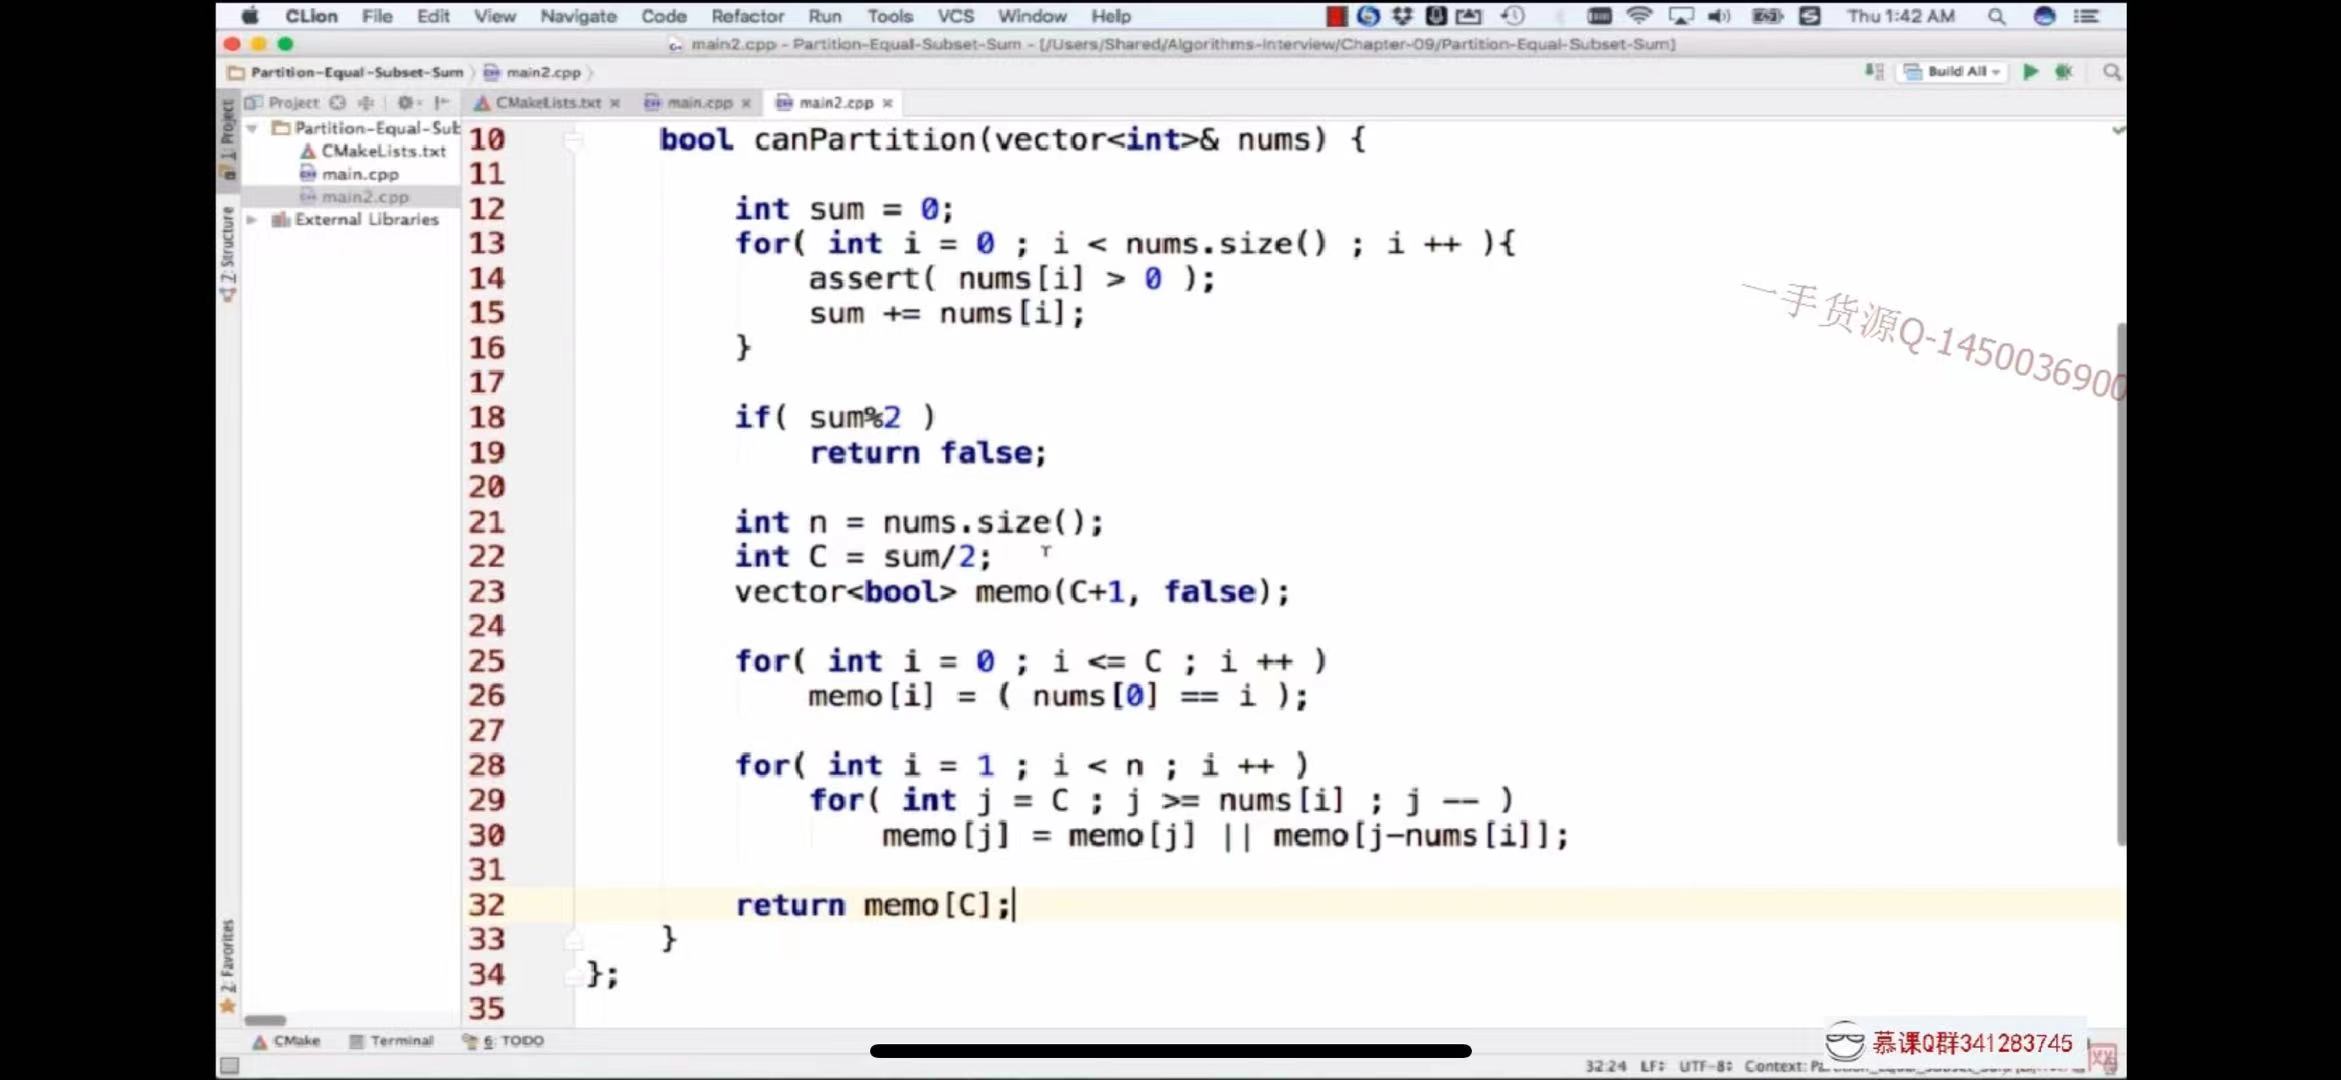 CLion File Edit View Navigate Code Refactor Run Tools VCS Window Help Thu 1:42 AM
main2.cpp - Partition-Equal-Subset-Sum - [/Users/Shared/Algorithms-Interview/Chapter-09/Partition-Equal-Subset-Sum]
Partition-Equal-Subset-Sum main2.cpp Build All
1: Project
Project CMakeLists.txt main.cpp main2.cpp
Partition-Equal-Sub
CMakeLists.txt
main.cpp
main2.cpp
External Libraries
Z: Structure
2: Favorites
10 bool canPartition(vector<int>& nums) {
11
12 int sum = 0;
13 for( int i = 0 ; i < nums.size() ; i ++ ){
14 assert( nums[i] > 0 );
15 sum += nums[i];
16 }
17
18 if( sum%2 )
19 return false;
20
21 int n = nums.size();
22 int C = sum/2;
23 vector<bool> memo(C+1, false);
24
25 for( int i = 0 ; i <= C ; i ++ )
26 memo[i] = ( nums[0] == i );
27
28 for( int i = 1 ; i < n ; i ++ )
29 for( int j = C ; j >= nums[i] ; j -- )
30 memo[j] = memo[j] || memo[j-nums[i]];
31
32 return memo[C];
33 }
34 };
35
一手货源Q-1450036900
CMake Terminal 6: TODO
慕课Q群341283745
32:24 LF: UTF-8: Context: